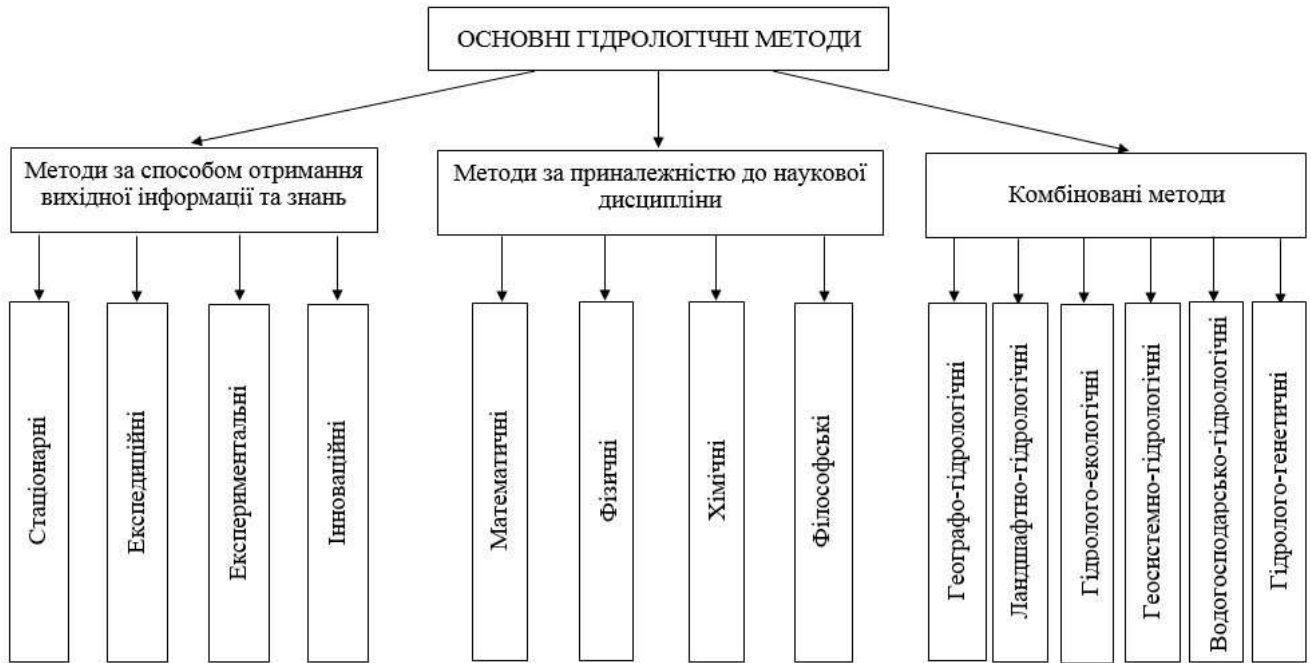 ОСНОВНІ ГІДРОЛОГІЧНІ МЕТОДИ
Методи за способом отримання
вихідної інформації та знань
Методи за приналежністю до наукової
дисципліни
Комбіновані методи
Стаціонарні
Експедиційні
Експериментальні
Інноваційні
Математичні
Фізичні
Хімічні
Філософські
Географо-гідрологічні
Ландшафтно-гідрологічні
Гідролого-екологічні
Геосистемно-гідрологічні
Водогосподарсько-гідрологічні
Гідролого-генетичні